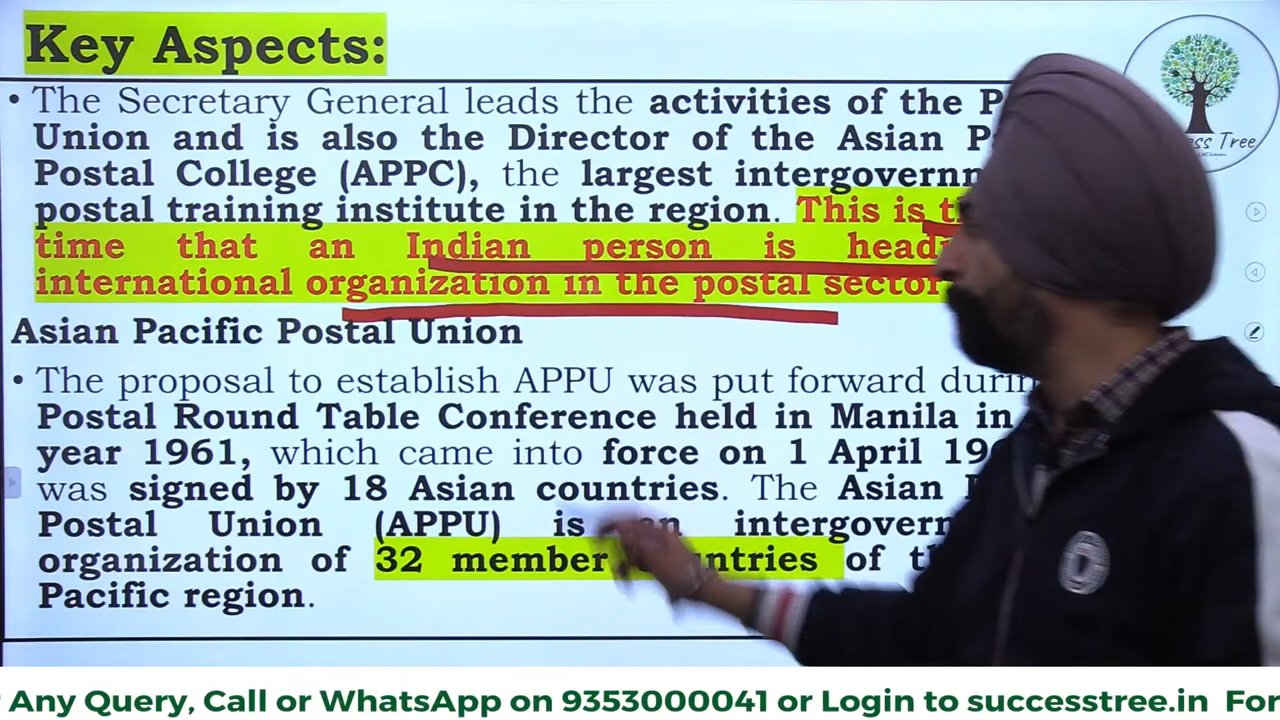 Key Aspects:
• The Secretary General leads the activities of the P
Union and is also the Director of the Asian Pa
Postal College (APPC), the largest intergovernm
postal training institute in the region. This is
time that an Indian person is head
international organization in the postal sector
Asian Pacific Postal Union
• The proposal to establish APPU was put forward durin
Postal Round Table Conference held in Manila in
year 1961, which came into force on 1 April 19
was signed by 18 Asian countries. The Asian
Postal Union (APPU) is an intergovern
organization of 32 member countries of
Pacific region.
ss Tree
Any Query, Call or WhatsApp on 9353000041 or Login to successtree.in For